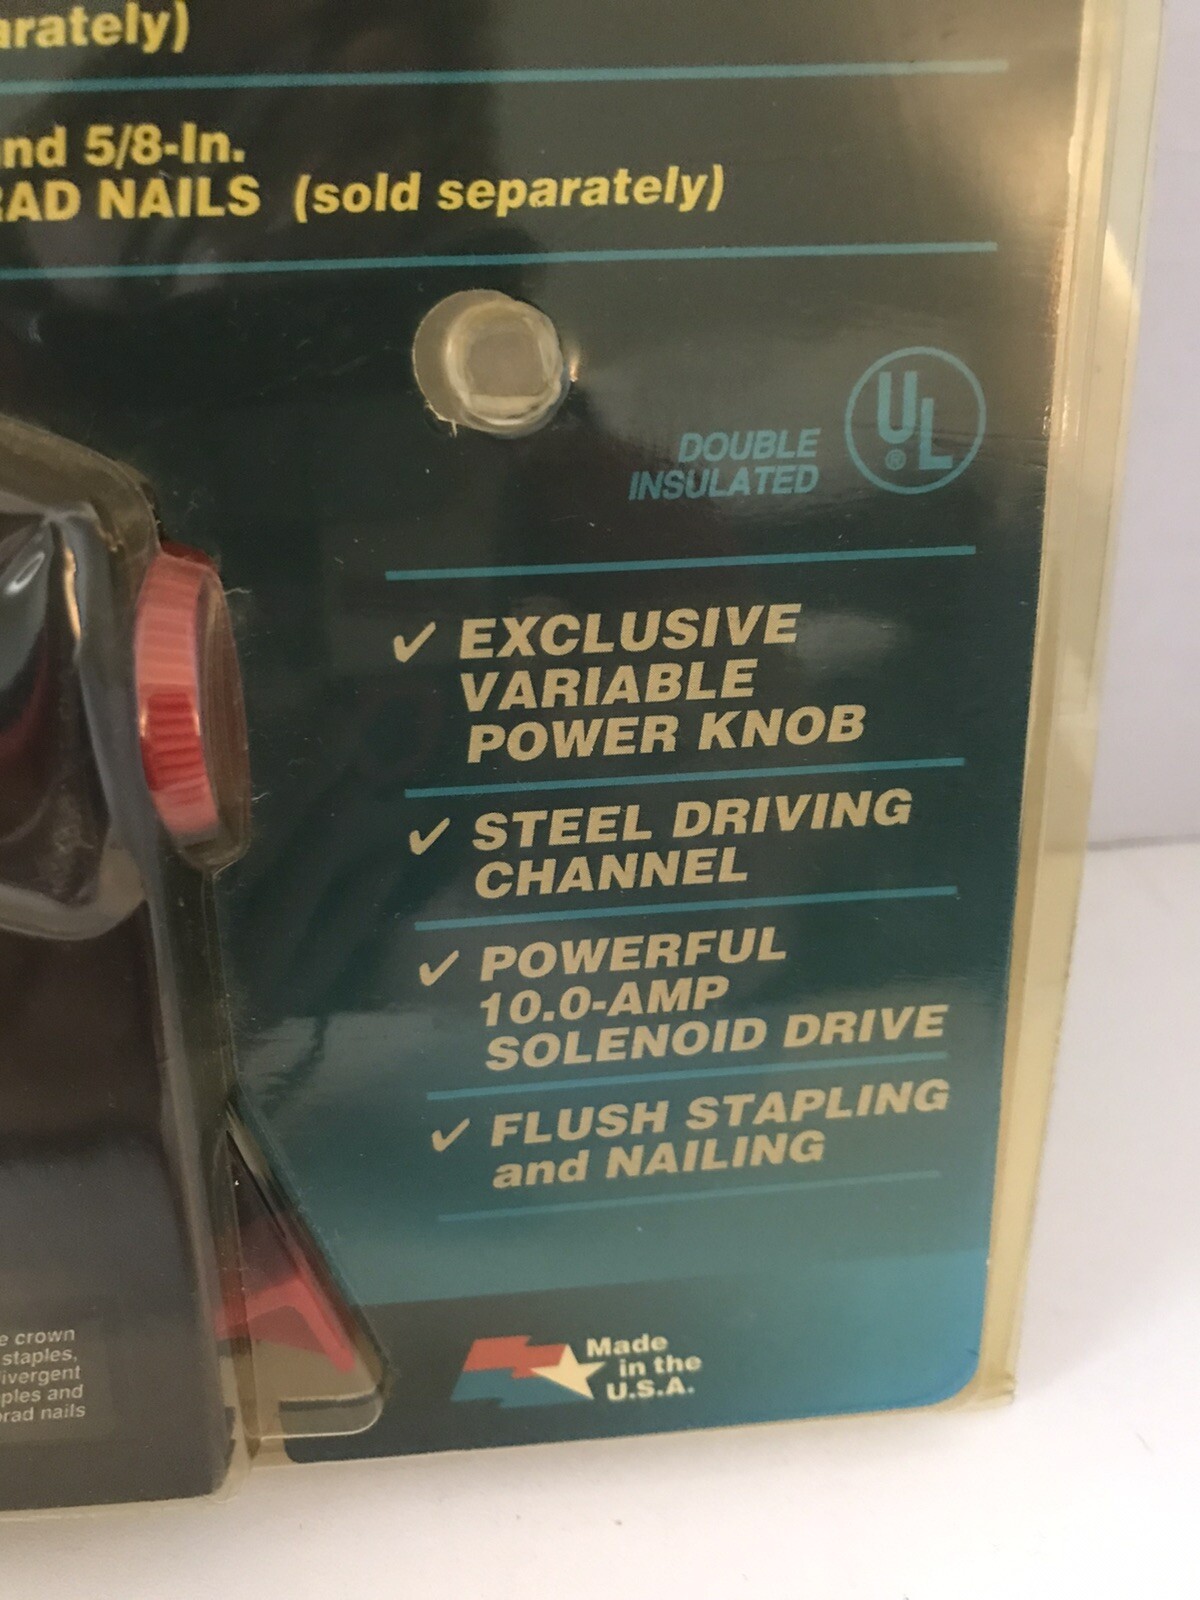 arately)
nd 5/8-In.
RAD NAILS (sold separately)
DOUBLE
INSULATED
UL
®
✓ EXCLUSIVE
VARIABLE
POWER KNOB
✓ STEEL DRIVING
CHANNEL
✓ POWERFUL
10.0-AMP
SOLENOID DRIVE
✓ FLUSH STAPLING
and NAILING
Made
in the
U.S.A.
e crown
staples,
ivergent
ples and
brad nails